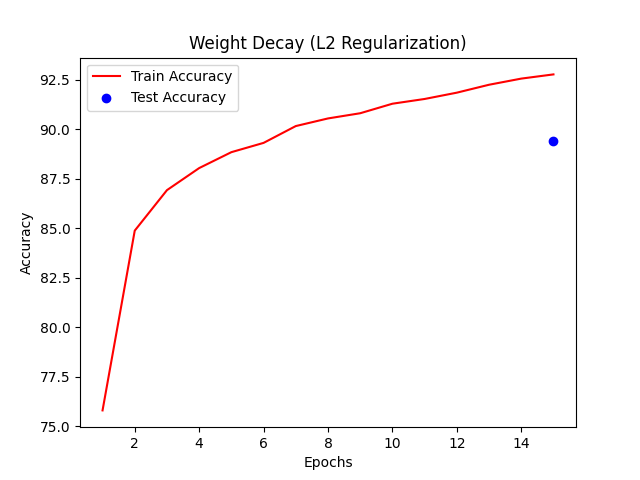 Weight Decay (L2 Regularization)
Train Accuracy
Test Accuracy
92.5
90.0
87.5
85.0
82.5
80.0
77.5
75.0
Accuracy
2 4 6 8 10 12 14
Epochs